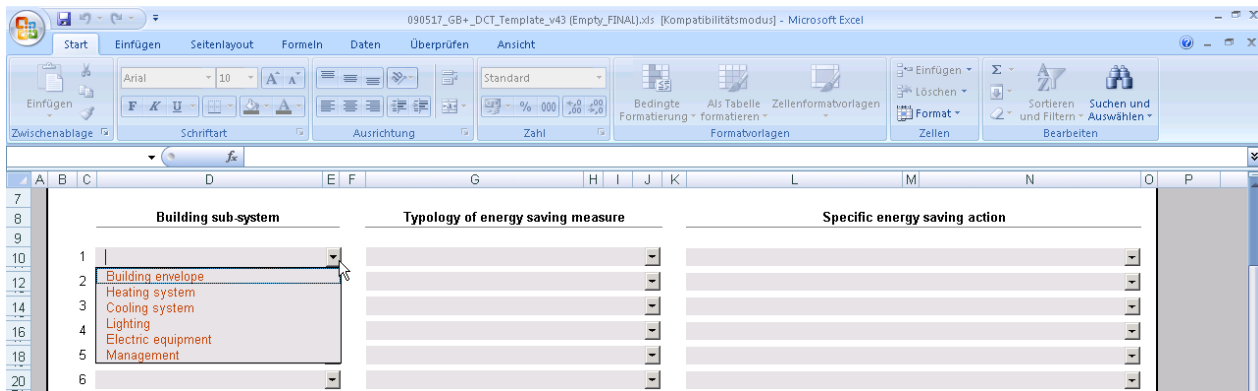 090517_GB+_DCT_Template_v43 (Empty_FINAL).xls [Kompatibilitätsmodus] - Microsoft Excel
Start Einfügen Seitenlayout Formeln Daten Überprüfen Ansicht
Einfügen
Arial 10 A A
F K U A
Standard
% 000
Bedingte Formatierung
Als Tabelle formatieren
Zellenformatvorlagen
Einfügen
Löschen
Format
Σ
Sortieren und Filtern
Suchen und Auswählen
Zwischenablage Schriftart Ausrichtung Zahl Formatvorlagen Zellen Bearbeiten
fx
A B C D E F G H I J K L M N O P
7
8 Building sub-system Typology of energy saving measure Specific energy saving action
9
10 1
Building envelope
12 2 Heating system
14 3 Cooling system
16 4 Lighting
Electric equipment
18 5 Management
20 6